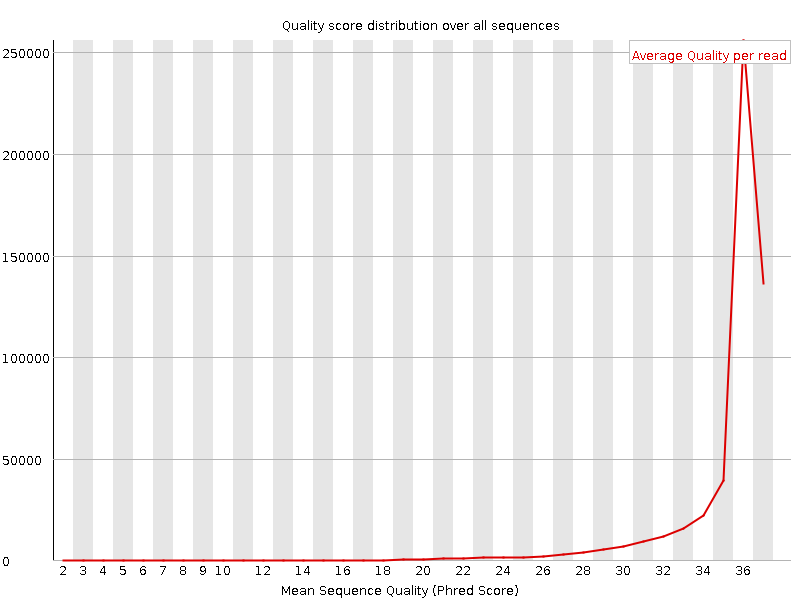 Quality score distribution over all sequences
Average Quality per read
250000
200000
150000
100000
50000
0
2 3 4 5 6 7 8 9 10 12 14 16 18 20 22 24 26 28 30 32 34 36
Mean Sequence Quality (Phred Score)